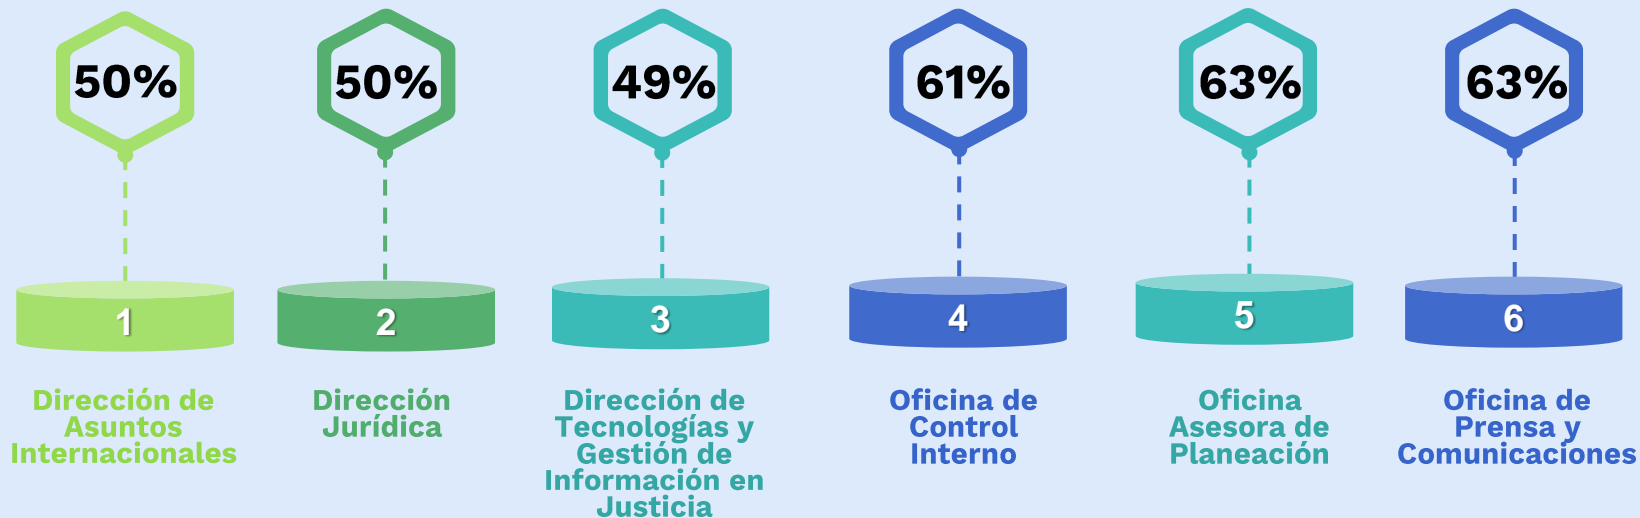 50%
50%
49%
61%
63%
63%
1
2
3
4
5
6
Dirección de
Asuntos
Internacionales
Dirección
Jurídica
Dirección de
Tecnologías y
Gestión de
Información en
Justicia
Oficina de
Control
Interno
Oficina
Asesora de
Planeación
Oficina de
Prensa y
Comunicaciones